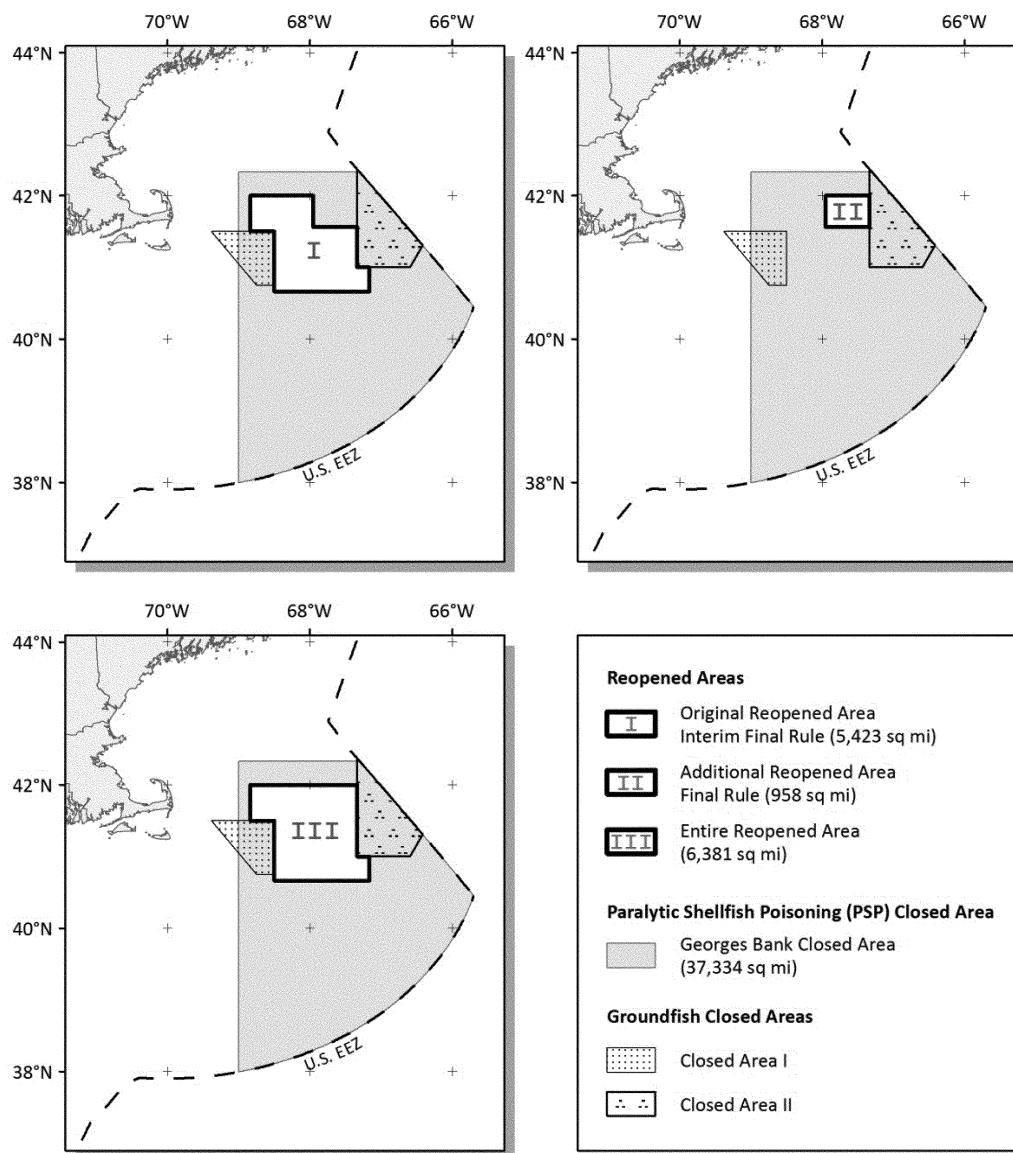 70°W 68°W 66°W
44°N
42°N
40°N
38°N
I
U.S. EEZ
70°W 68°W 66°W
44°N
42°N
40°N
38°N
II
U.S. EEZ
70°W 68°W 66°W
44°N
42°N
40°N
38°N
III
U.S. EEZ
Reopened Areas
I Original Reopened Area
Interim Final Rule (5,423 sq mi)
II Additional Reopened Area
Final Rule (958 sq mi)
III Entire Reopened Area
(6,381 sq mi)
Paralytic Shellfish Poisoning (PSP) Closed Area
Georges Bank Closed Area
(37,334 sq mi)
Groundfish Closed Areas
Closed Area I
Closed Area II